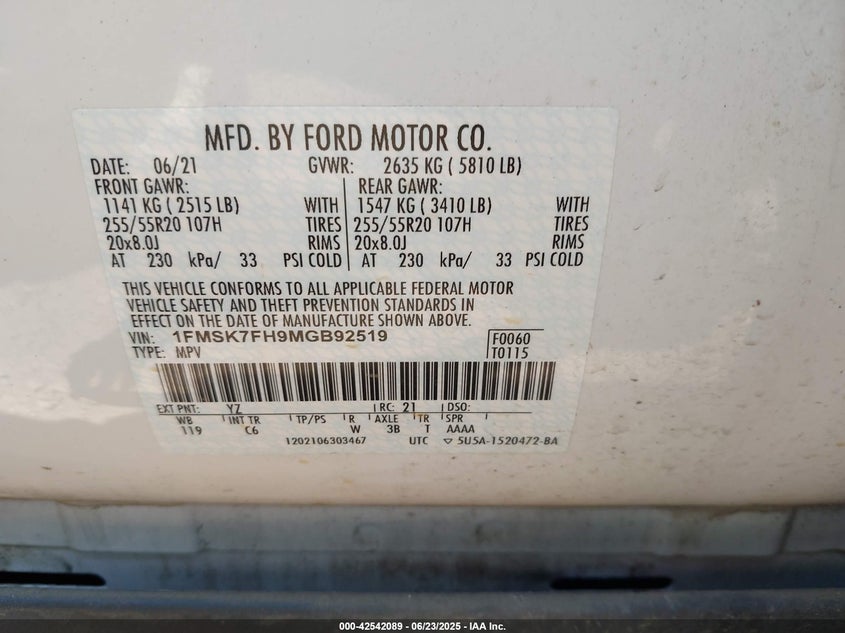 MFD. BY FORD MOTOR CO.
DATE: 06/21 GVWR: 2635 KG ( 5810 LB)
FRONT GAWR: REAR GAWR:
1141 KG ( 2515 LB) WITH 1547 KG ( 3410 LB) WITH
255/55R20 107H TIRES 255/55R20 107H TIRES
20x8.0J RIMS 20x8.0J RIMS
AT 230 kPa/ 33 PSI COLD AT 230 kPa/ 33 PSI COLD
THIS VEHICLE CONFORMS TO ALL APPLICABLE FEDERAL MOTOR
VEHICLE SAFETY AND THEFT PREVENTION STANDARDS IN
EFFECT ON THE DATE OF MANUFACTURE SHOWN ABOVE.
VIN: 1FMSK7FH9MGB92519 F0060
TYPE: MPV T0115
EXT PNT: YZ RC: 21 DSO:
WB INT TR TP/PS R AXLE TR SPR
119 C6 W 3B T AAAA
1202106303467 UTC ▽ 5U5A-1520472-BA
000-42542089 - 06/23/2025 - IAA Inc.